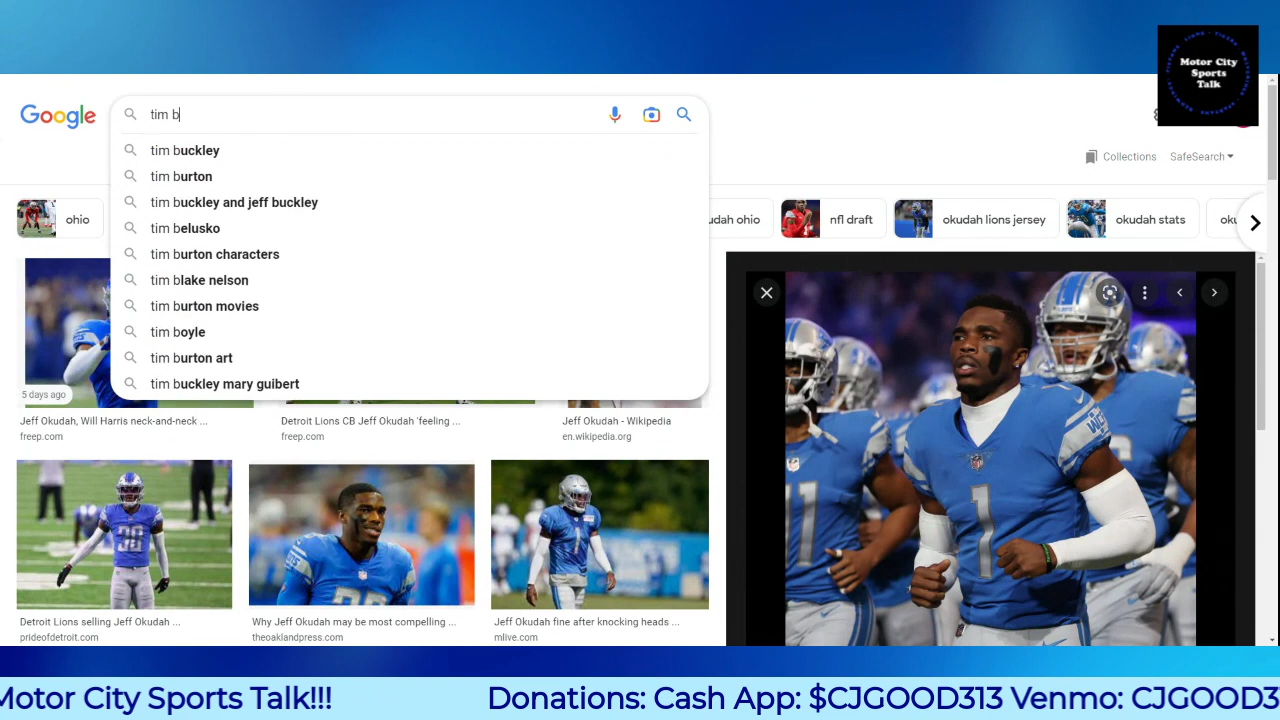 Motor City
Sports
Talk
Google
tim b
tim buckley
tim burton
tim buckley and jeff buckley
tim belusko
tim burton characters
tim blake nelson
tim burton movies
tim boyle
tim burton art
tim buckley mary guibert
Collections
SafeSearch
ohio
udah ohio
nfl draft
okudah lions jersey
okudah stats
oku
5 days ago
Jeff Okudah, Will Harris neck-and-neck ...
freep.com
Detroit Lions CB Jeff Okudah 'feeling ...
freep.com
Jeff Okudah - Wikipedia
en.wikipedia.org
1
Detroit Lions selling Jeff Okudah ...
prideofdetroit.com
Why Jeff Okudah may be most compelling ...
theoaklandpress.com
Jeff Okudah fine after knocking heads ...
mlive.com
Motor City Sports Talk!!! Donations: Cash App: $CJGOOD313 Venmo: CJGOOD3